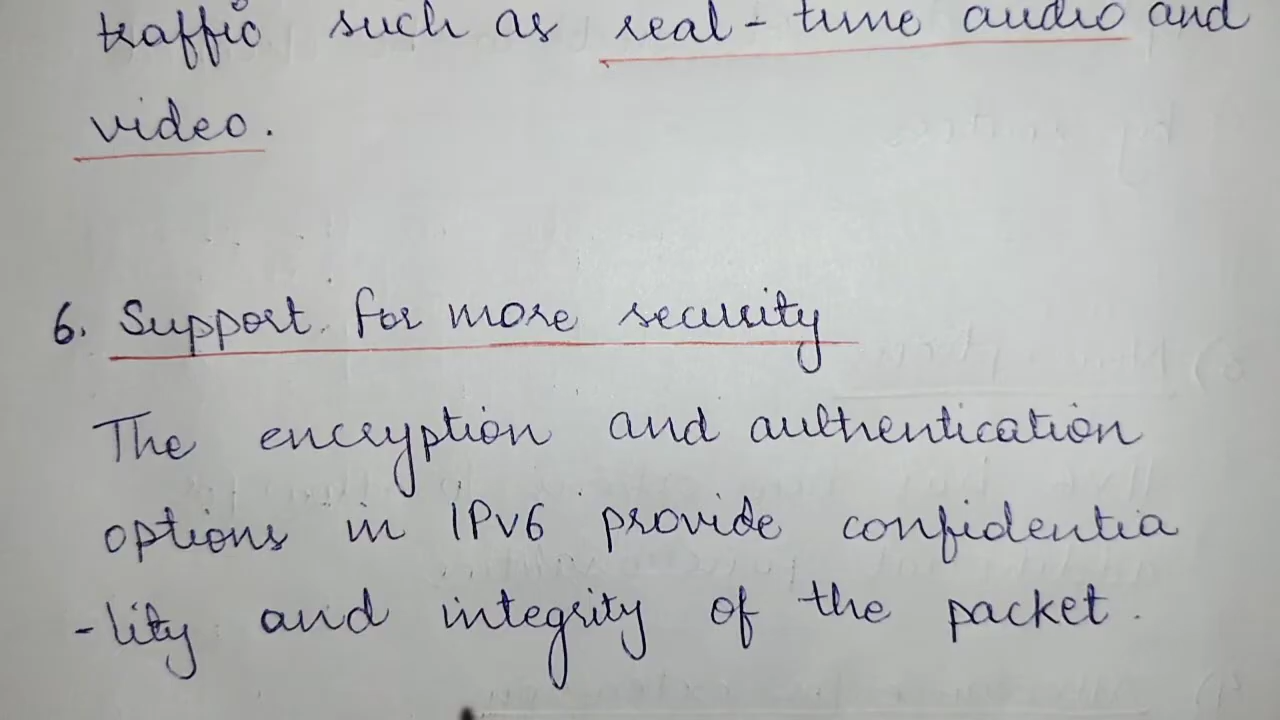 traffic such as real-time audio and
video.
6. Support for more security
The encryption and authentication
options in IPv6 provide confidentia
-lity and integrity of the packet.